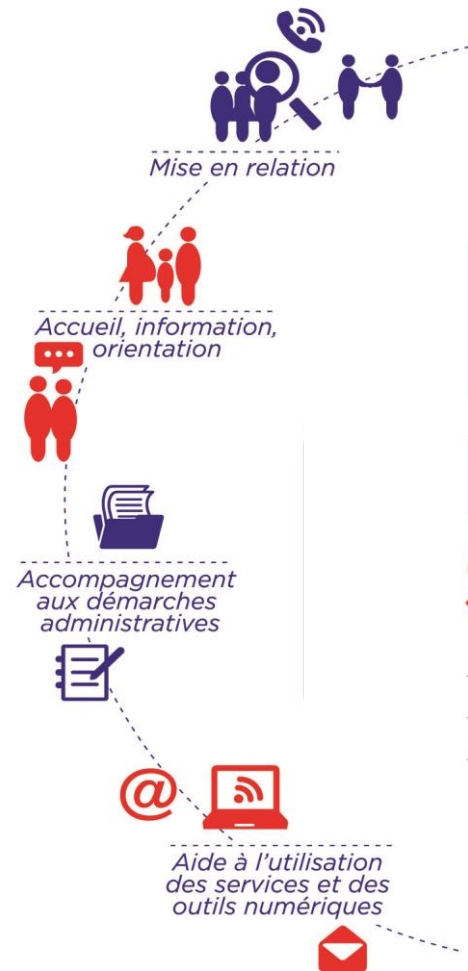 Mise en relation
Accueil, information,
orientation
Accompagnement
aux démarches
administratives
@
Aide à l'utilisation
des services et des
outils numériques